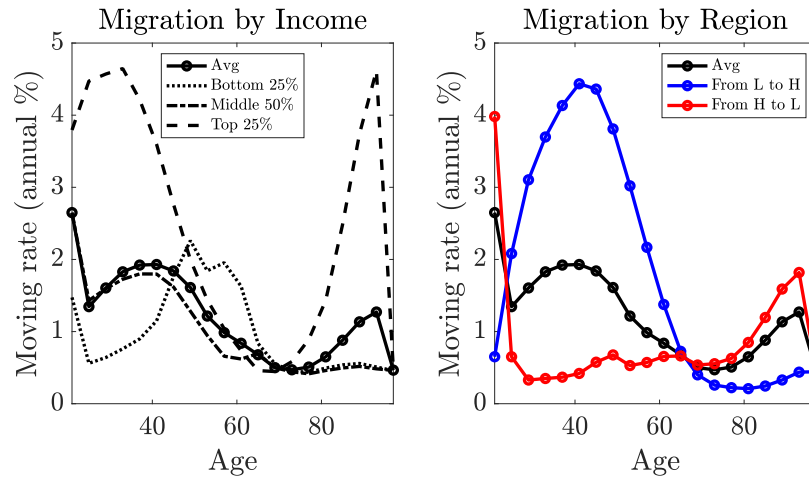 Migration by Income
5
4
3
2
1
0
Moving rate (annual %)
40
60
80
Age
Avg
Bottom 25%
Middle 50%
Top 25%
Migration by Region
5
4
3
2
1
0
Moving rate (annual %)
40
60
80
Age
Avg
From L to H
From H to L